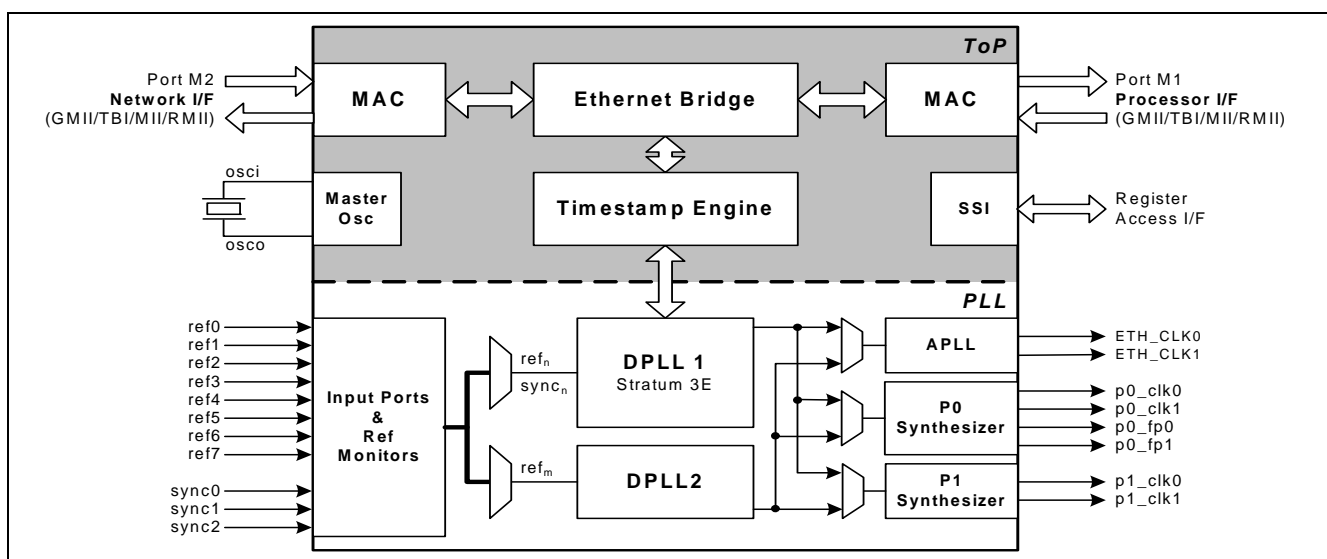 ToP
Port M2
Network I/F
(GMII/TBI/MII/RMII)
MAC
Ethernet Bridge
MAC
Port M1
Processor I/F
(GMII/TBI/MII/RMII)
osci
osco
Master
Osc
Timestamp Engine
SSI
Register
Access I/F
PLL
ref0
ref1
ref2
ref3
ref4
ref5
ref6
ref7
sync0
sync1
sync2
Input Ports
&
Ref
Monitors
refn
syncn
refm
DPLL 1
Stratum 3E
DPLL2
APLL
P0
Synthesizer
P1
Synthesizer
ETH_CLK0
ETH_CLK1
p0_clk0
p0_clk1
p0_fp0
p0_fp1
p1_clk0
p1_clk1